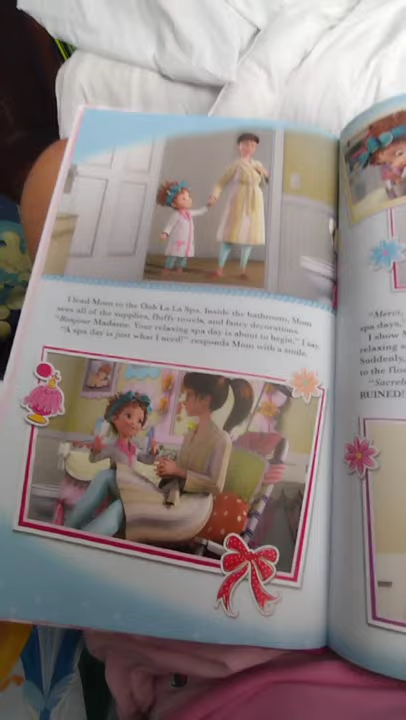 I lead Mom to the Ooh La La Spa. Inside the bathroom, Mom
sees all of the supplies, fluffy towels, and fancy decorations.
"Bonjour Madame. Your relaxing spa day is about to begin," I say.
"A spa day is just what I need!" responds Mom with a smile.
"Merci,
spa days,"
I show M
relaxing
Suddenly,
to the flo
"Sacreb
RUINED!